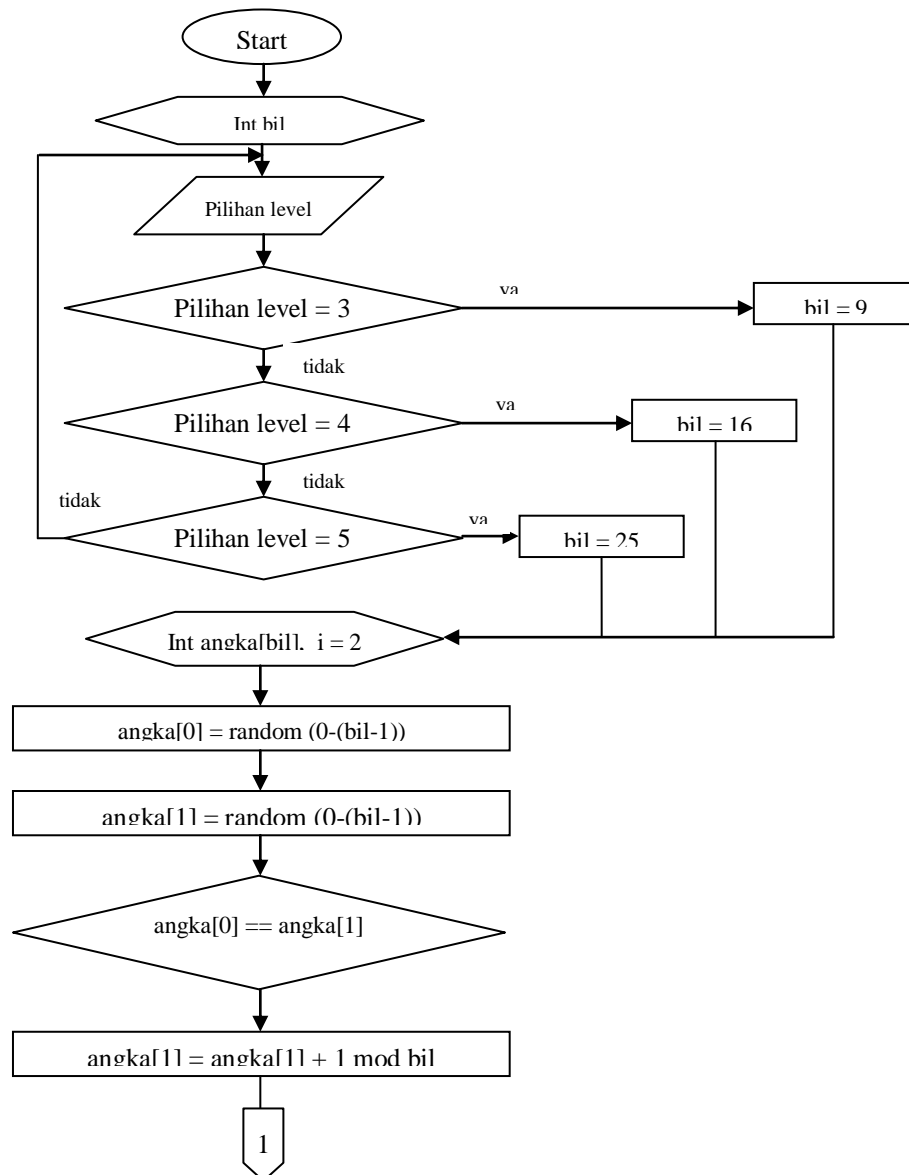 Start
Int bil
Pilihan level
Pilihan level = 3
ya
bil = 9
tidak
Pilihan level = 4
ya
bil = 16
tidak
tidak
Pilihan level = 5
ya
bil = 25
Int angka[bil], i = 2
angka[0] = random (0-(bil-1))
angka[1] = random (0-(bil-1))
angka[0] == angka[1]
angka[1] = angka[1] + 1 mod bil
1